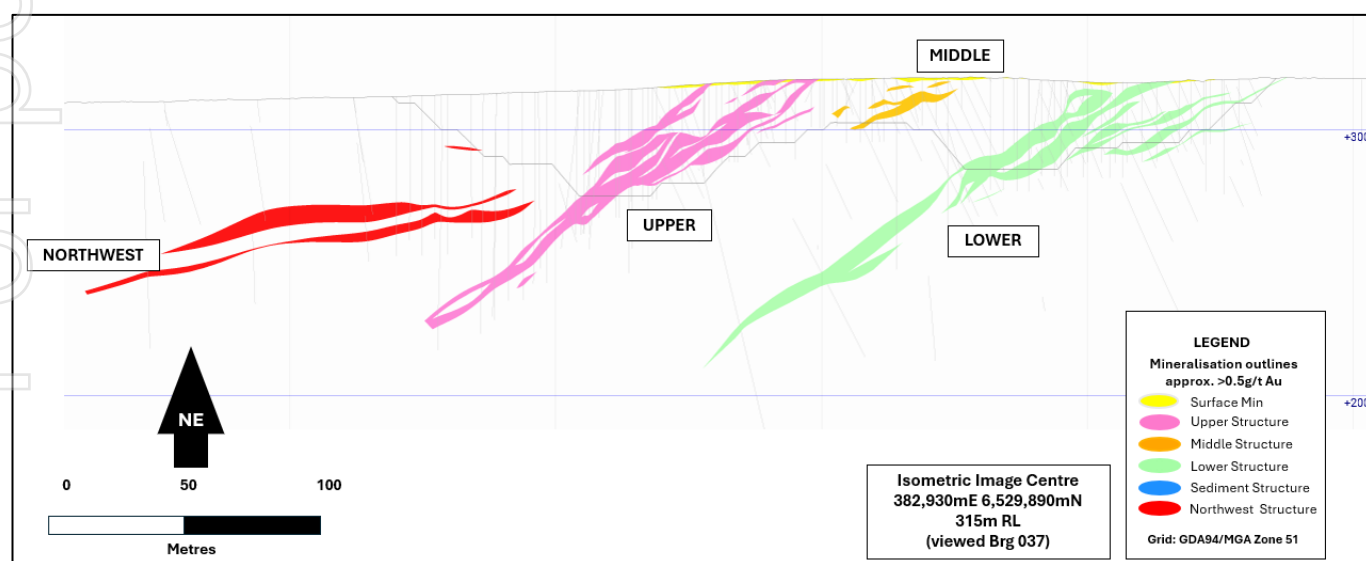 MIDDLE
+300
UPPER
NORTHWEST
LOWER
NE
0 50 100
Metres
Isometric Image Centre
382,930mE 6,529,890mN
315m RL
(viewed Brg 037)
LEGEND
Mineralisation outlines
approx. >0.5g/t Au
Surface Min
Upper Structure
Middle Structure
Lower Structure
Sediment Structure
Northwest Structure
Grid: GDA94/MGA Zone 51